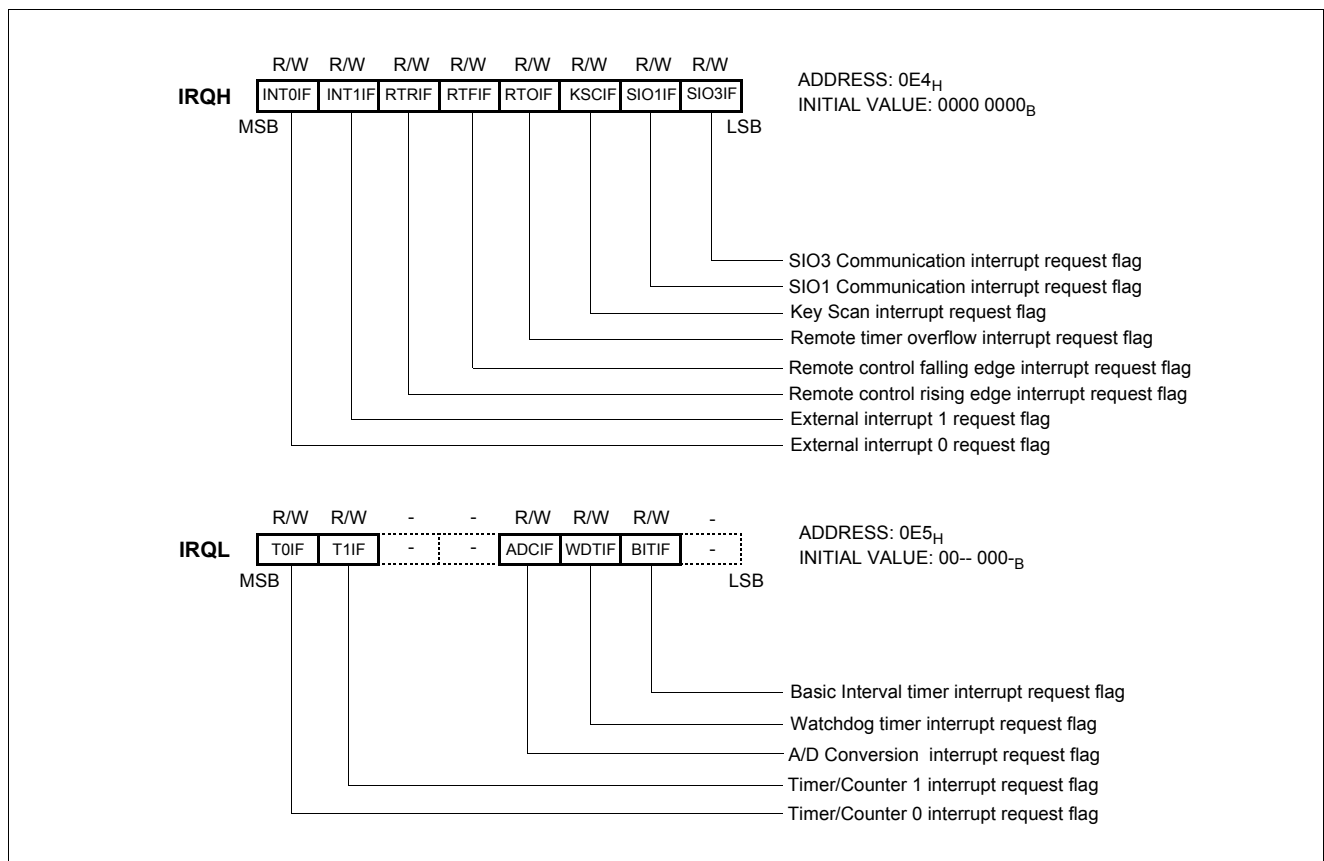 R/W R/W R/W R/W R/W R/W R/W R/W
IRQH INT0IF INT1IF RTRIF RTFIF RTOIF KSCIF SIO1IF SIO3IF
MSB LSB
ADDRESS: 0E4H
INITIAL VALUE: 0000 0000B
SIO3 Communication interrupt request flag
SIO1 Communication interrupt request flag
Key Scan interrupt request flag
Remote timer overflow interrupt request flag
Remote control falling edge interrupt request flag
Remote control rising edge interrupt request flag
External interrupt 1 request flag
External interrupt 0 request flag
R/W R/W - - R/W R/W R/W -
IRQL T0IF T1IF - - ADCIF WDTIF BITIF -
MSB LSB
ADDRESS: 0E5H
INITIAL VALUE: 00-- 000-B
Basic Interval timer interrupt request flag
Watchdog timer interrupt request flag
A/D Conversion interrupt request flag
Timer/Counter 1 interrupt request flag
Timer/Counter 0 interrupt request flag